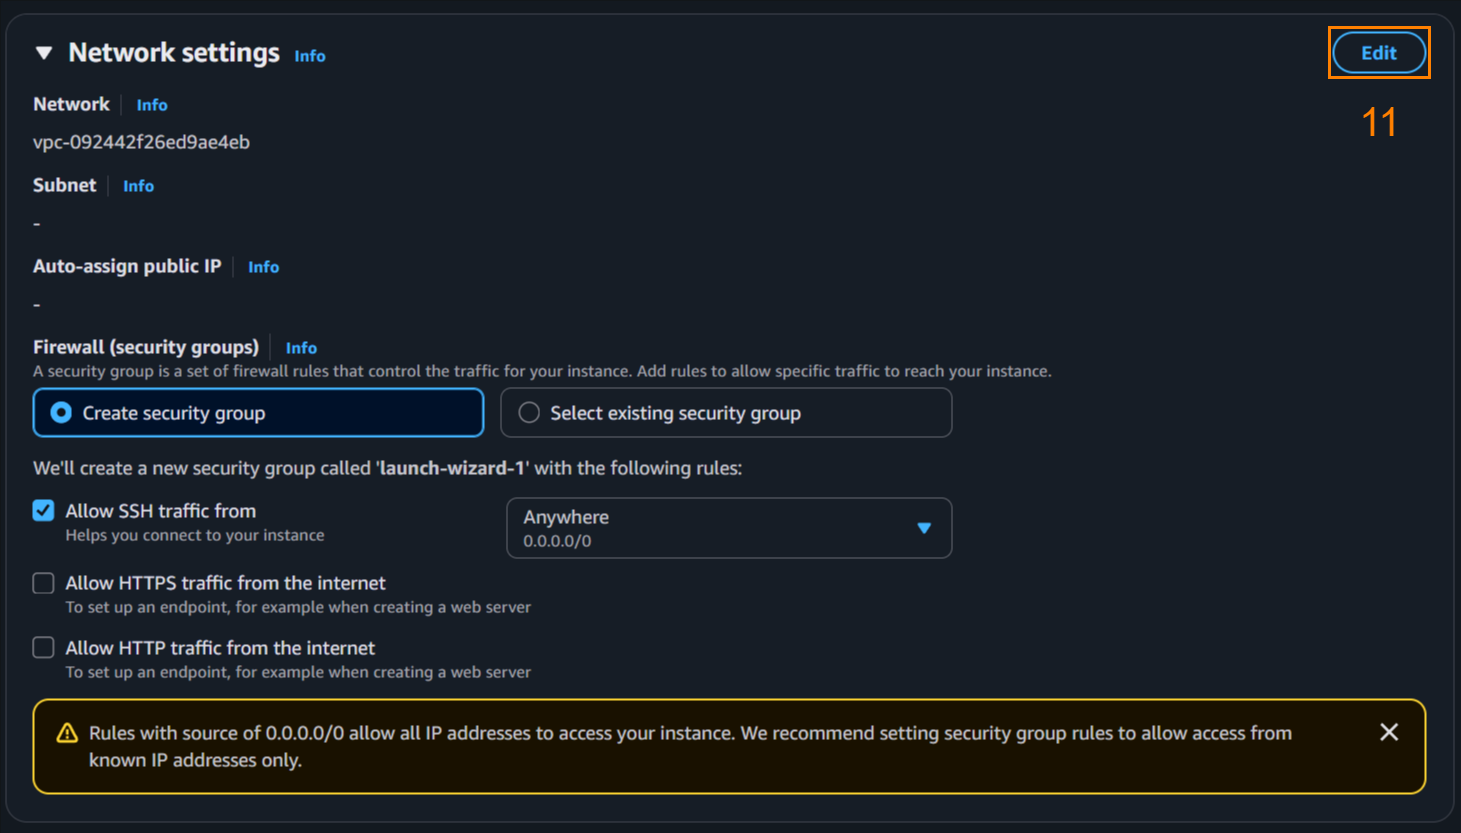 Network settings Info
Edit
11
Network Info
vpc-092442f26ed9ae4eb
Subnet Info
-
Auto-assign public IP Info
-
Firewall (security groups) Info
A security group is a set of firewall rules that control the traffic for your instance. Add rules to allow specific traffic to reach your instance.
Create security group
Select existing security group
We'll create a new security group called 'launch-wizard-1' with the following rules:
Allow SSH traffic from
Helps you connect to your instance
Anywhere
0.0.0.0/0
Allow HTTPS traffic from the internet
To set up an endpoint, for example when creating a web server
Allow HTTP traffic from the internet
To set up an endpoint, for example when creating a web server
Rules with source of 0.0.0.0/0 allow all IP addresses to access your instance. We recommend setting security group rules to allow access from
known IP addresses only.